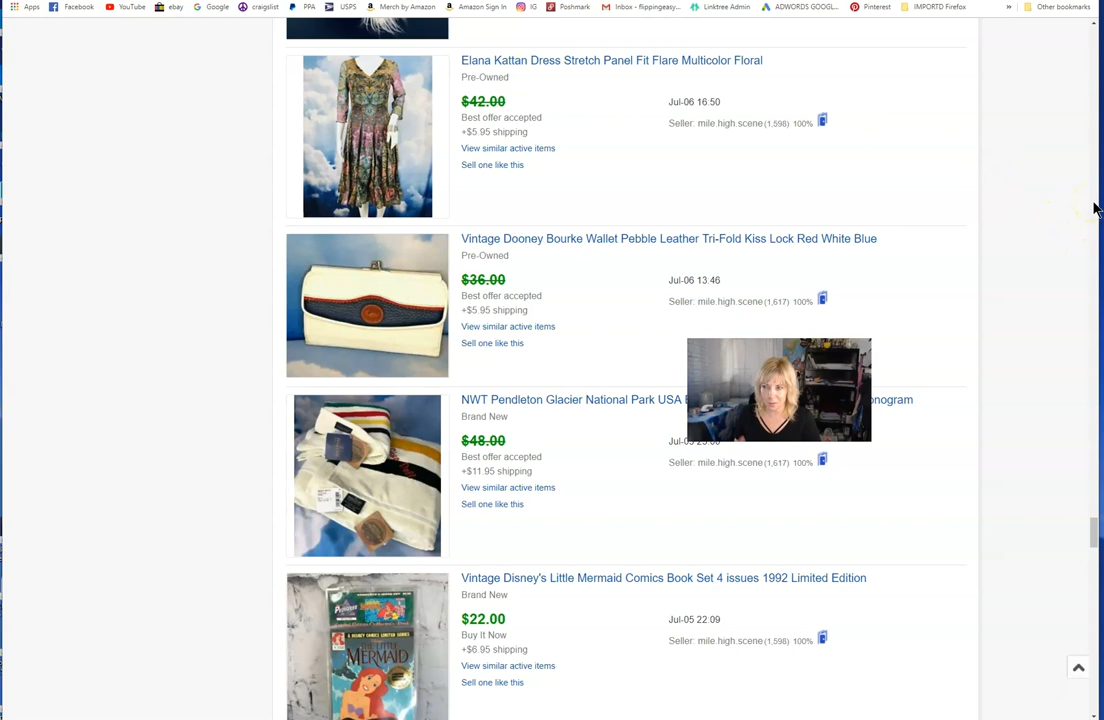 Apps Facebook YouTube ebay Google craigslist PPA USPS Merch by Amazon Amazon Sign In IG Poshmark Inbox - flippingeasy... Linktree Admin ADWORDS GOOGL... Pinterest IMPORTD Firefox » Other bookmarks
Elana Kattan Dress Stretch Panel Fit Flare Multicolor Floral
Pre-Owned
$42.00 Jul-06 16:50
Best offer accepted
+$5.95 shipping
Seller: mile.high.scene (1,598) 100%
View similar active items
Sell one like this
Vintage Dooney Bourke Wallet Pebble Leather Tri-Fold Kiss Lock Red White Blue
Pre-Owned
$36.00 Jul-06 13:46
Best offer accepted
+$5.95 shipping
Seller: mile.high.scene (1,617) 100%
View similar active items
Sell one like this
NWT Pendleton Glacier National Park USA
Brand New
$48.00
Best offer accepted
+$11.95 shipping
Seller: mile.high.scene (1,617) 100%
View similar active items
Sell one like this
Vintage Disney's Little Mermaid Comics Book Set 4 issues 1992 Limited Edition
Brand New
$22.00 Jul-05 22:09
Buy It Now
+$6.95 shipping
Seller: mile.high.scene (1,598) 100%
View similar active items
Sell one like this
MERMAID